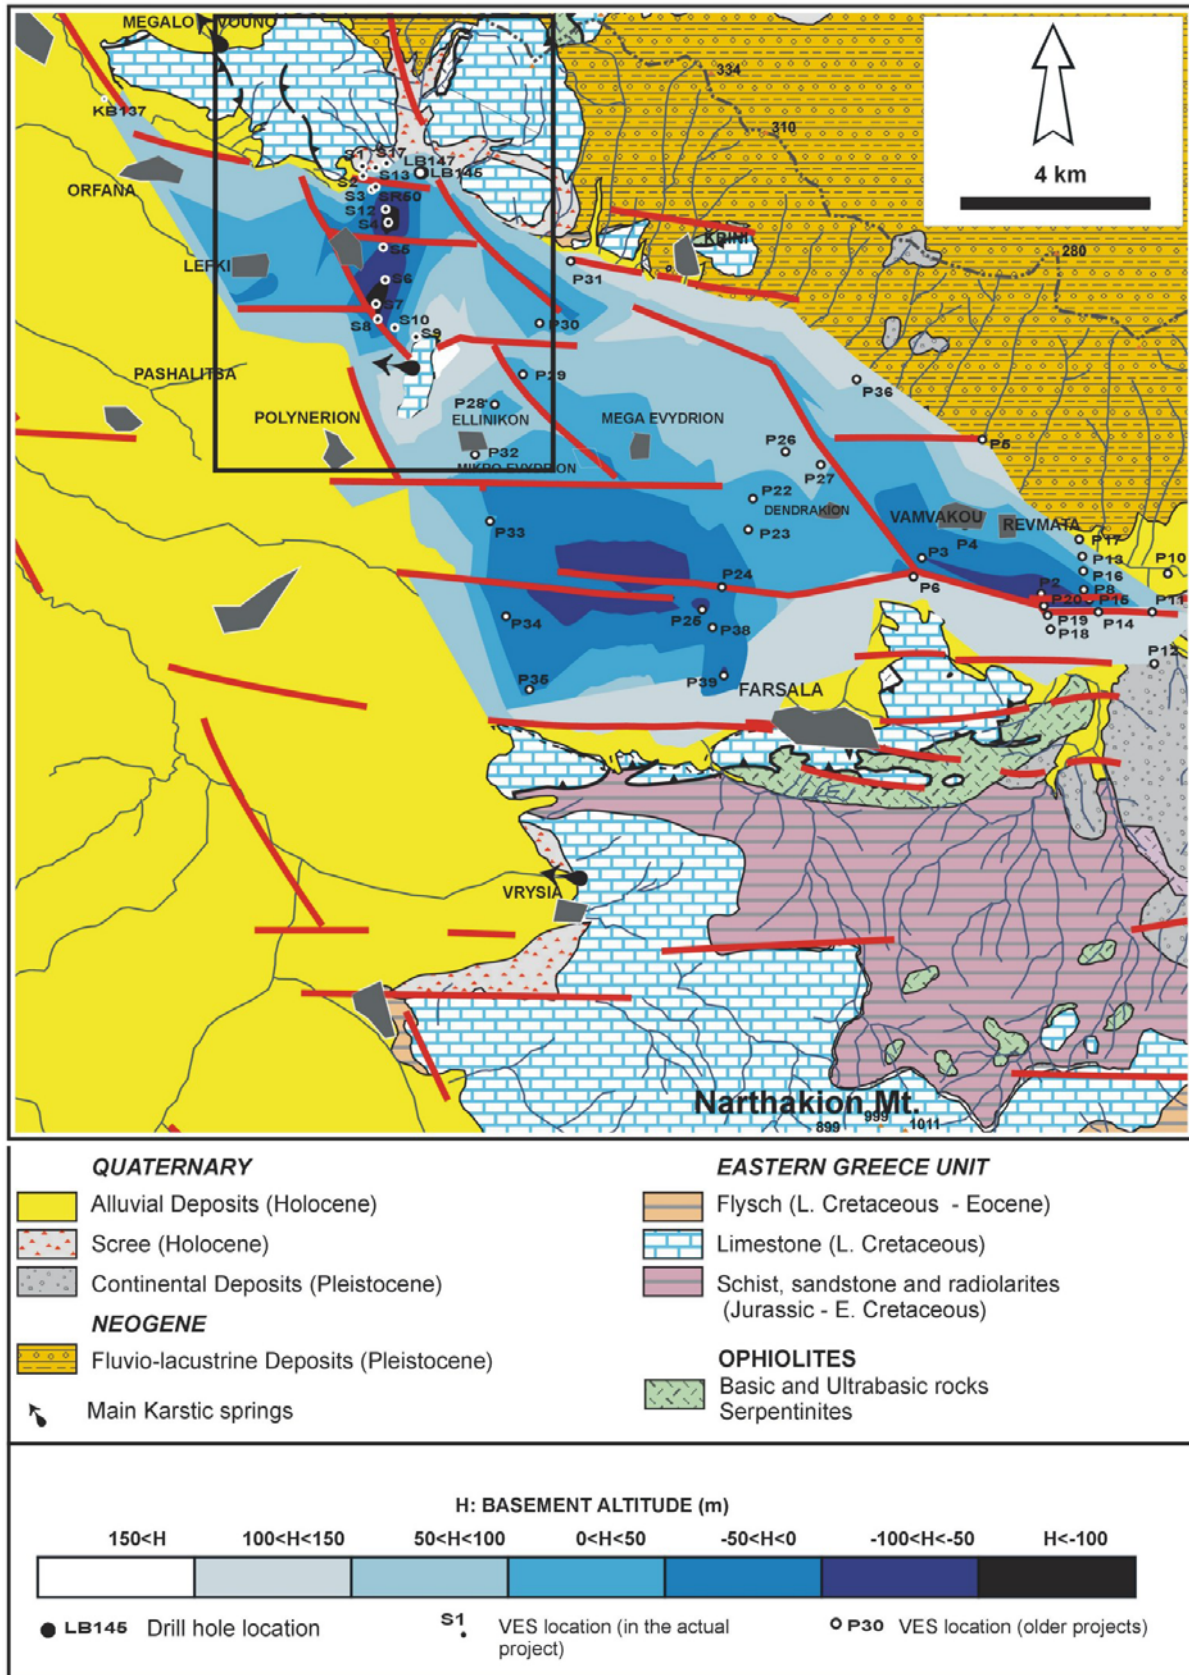 MEGALO VOUNO
334
KB137
310
4 km
S1
S17
LB147
LB145
ORFANA
S2
S13
S3
SR50
S12
S4
KRINI
S5
280
LEFKI
P31
S6
S7
S8
S10
S9
P30
PASHALITSA
P29
P36
P28
POLYNERION
ELLINIKON
MEGA EVYDRION
P26
P5
P32
MIKRO EVYDRION
P27
P22
DENDRAKION
VAMVAKOU
REVMATA
P33
P23
P4
P17
P3
P13
P10
P24
P16
P6
P2
P8
P25
P20
P15
P11
P34
P38
P19
P14
P18
P12
P35
P39
FARSALA
VRYSIA
Narthakion Mt.
899
999
1011
QUATERNARY
Alluvial Deposits (Holocene)
Scree (Holocene)
Continental Deposits (Pleistocene)
NEOGENE
Fluvio-lacustrine Deposits (Pleistocene)
Main Karstic springs
EASTERN GREECE UNIT
Flysch (L. Cretaceous - Eocene)
Limestone (L. Cretaceous)
Schist, sandstone and radiolarites
(Jurassic - E. Cretaceous)
OPHIOLITES
Basic and Ultrabasic rocks
Serpentinites
H: BASEMENT ALTITUDE (m)
150<H 100<H<150 50<H<100 0<H<50 -50<H<0 -100<H<-50 H<-100
LB145 Drill hole location
S1 VES location (in the actual
project)
P30 VES location (older projects)